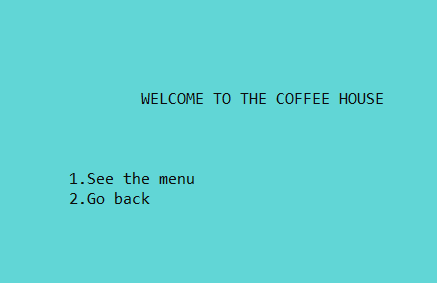 WELCOME TO THE COFFEE HOUSE
1.See the menu
2.Go back